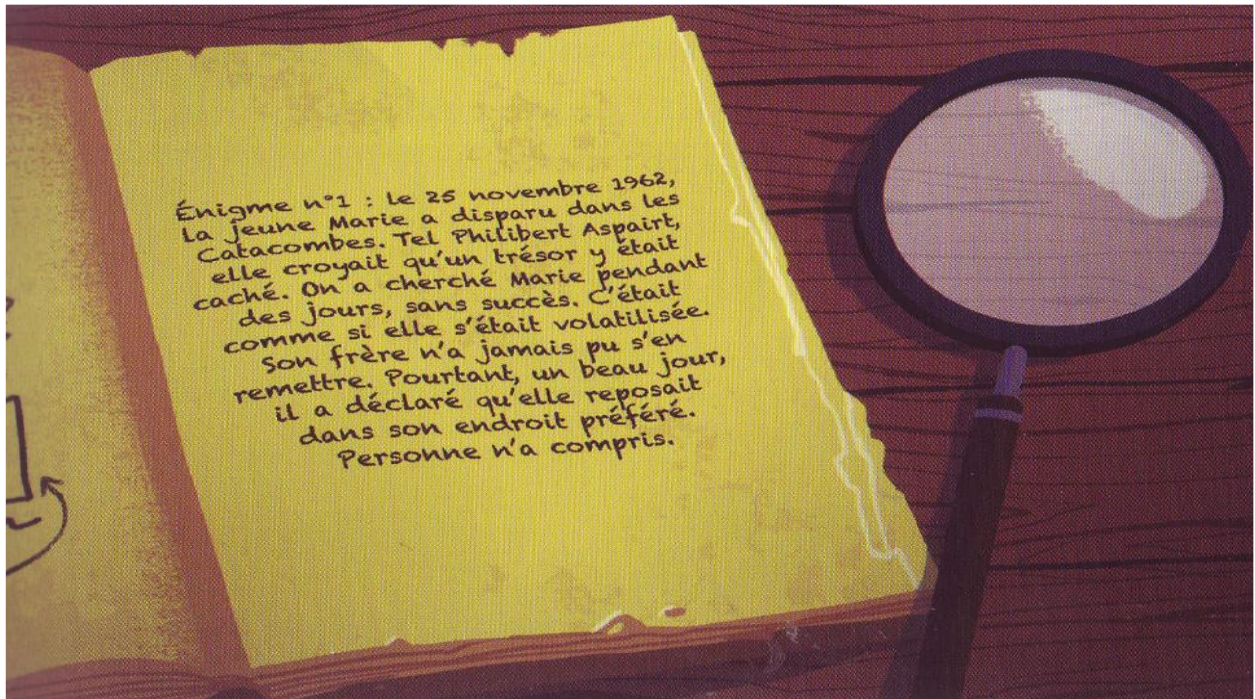 Énigme n°1 : Le 25 novembre 1962,
la jeune Marie a disparu dans les
Catacombes. Tel Philibert Aspairt,
elle croyait qu'un trésor y était
caché. On a cherché Marie pendant
des jours, sans succès. C'était
comme si elle s'était volatilisée.
Son frère n'a jamais pu s'en
remettre. Pourtant, un beau jour,
il a déclaré qu'elle reposait
dans son endroit préféré.
Personne n'a compris.